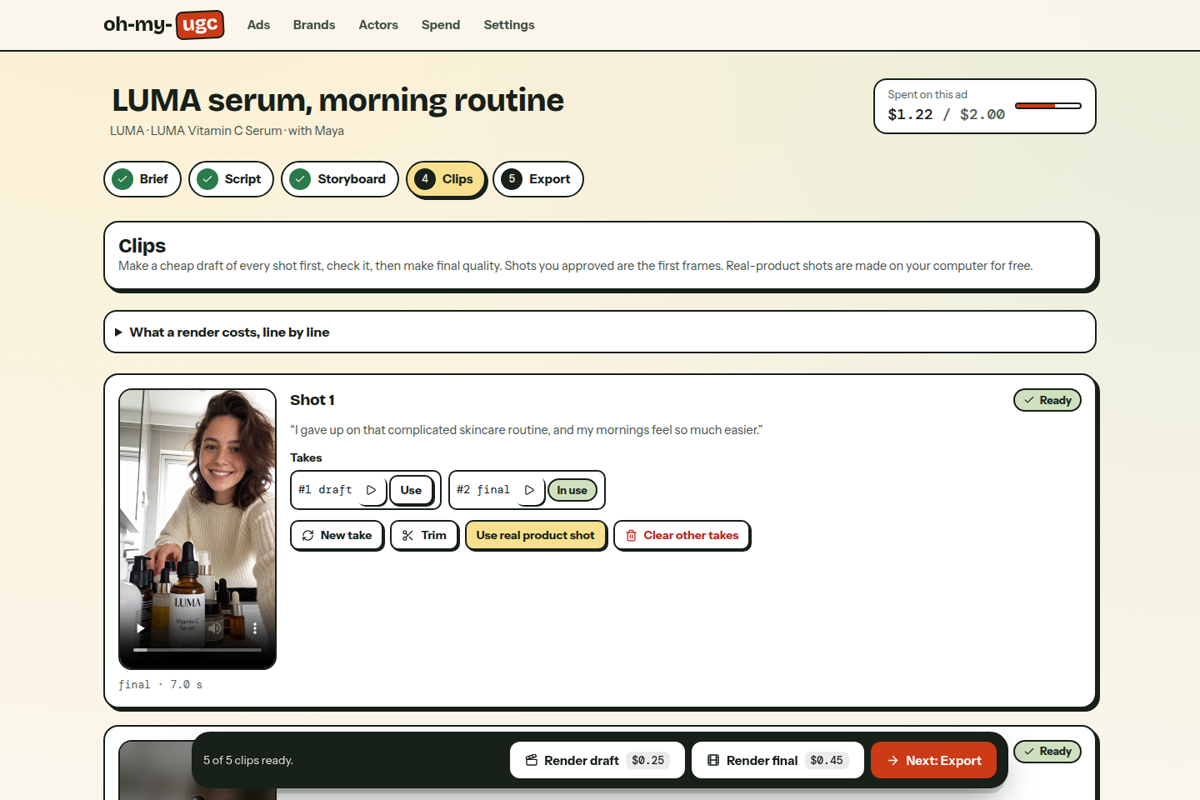 oh-my-ugc Ads Brands Actors Spend Settings
LUMA serum, morning routine
LUMA · LUMA Vitamin C Serum · with Maya
Spent on this ad
$1.22 / $2.00
Brief Script Storyboard 4 Clips 5 Export
Clips
Make a cheap draft of every shot first, check it, then make final quality. Shots you approved are the first frames. Real-product shots are made on your computer for free.
What a render costs, line by line
Shot 1
Ready
“I gave up on that complicated skincare routine, and my mornings feel so much easier.”
Takes
#1 draft Use #2 final In use
New take Trim Use real product shot Clear other takes
LUMA
Vitamin C
Serum
final · 7.0 s
5 of 5 clips ready. Render draft $0.25 Render final $0.45 Next: Export
Ready